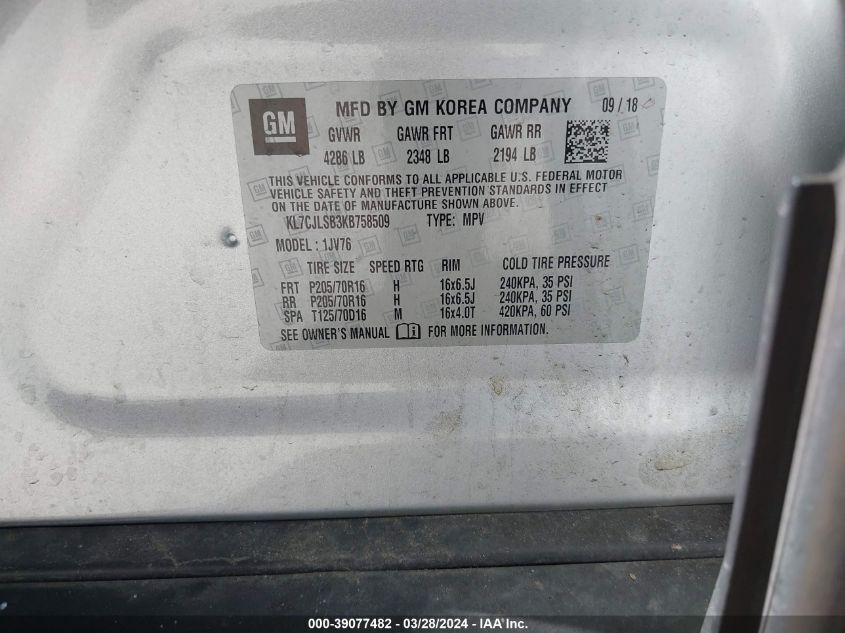 GM
MFD BY GM KOREA COMPANY 09/18
GVWR GAWR FRT GAWR RR
4286 LB 2348 LB 2194 LB
THIS VEHICLE CONFORMS TO ALL APPLICABLE U.S. FEDERAL MOTOR
VEHICLE SAFETY AND THEFT PREVENTION STANDARDS IN EFFECT
ON THE DATE OF MANUFACTURE SHOWN ABOVE.
KL7CJLSB3KB758509 TYPE: MPV
MODEL : 1JV76
TIRE SIZE SPEED RTG RIM COLD TIRE PRESSURE
FRT P205/70R16 H 16x6.5J 240KPA, 35 PSI
RR P205/70R16 H 16x6.5J 240KPA, 35 PSI
SPA T125/70D16 M 16x4.0T 420KPA, 60 PSI
SEE OWNER'S MANUAL FOR MORE INFORMATION.
000-39077482 - 03/28/2024 - IAAI - US Inc.